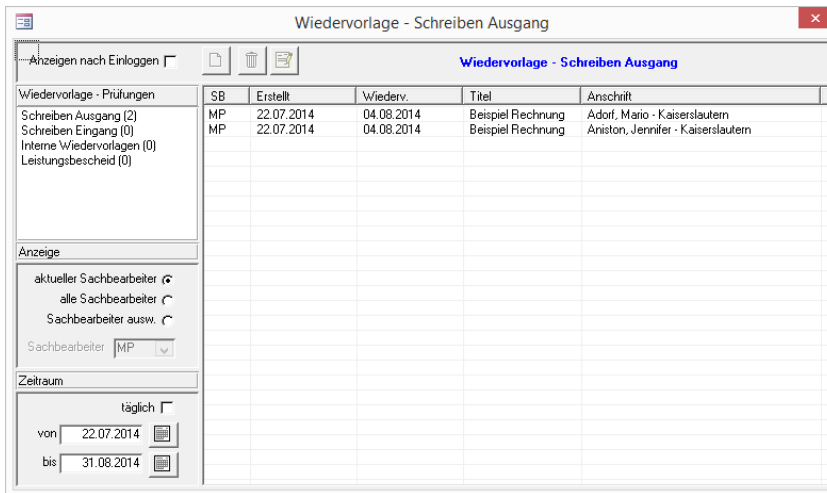 Wiedervorlage - Schreiben Ausgang
Anzeigen nach Einloggen
Wiedervorlage - Schreiben Ausgang
Wiedervorlage - Prüfungen
Schreiben Ausgang (2)
Schreiben Eingang (0)
Interne Wiedervorlagen (0)
Leistungsbescheid (0)
SB Erstellt Wiederv. Titel Anschrift
MP 22.07.2014 04.08.2014 Beispiel Rechnung Adorf, Mario - Kaiserslautern
MP 22.07.2014 04.08.2014 Beispiel Rechnung Aniston, Jennifer - Kaiserslautern
Anzeige
aktueller Sachbearbeiter
alle Sachbearbeiter
Sachbearbeiter ausw.
Sachbearbeiter MP
Zeitraum
täglich
von 22.07.2014
bis 31.08.2014